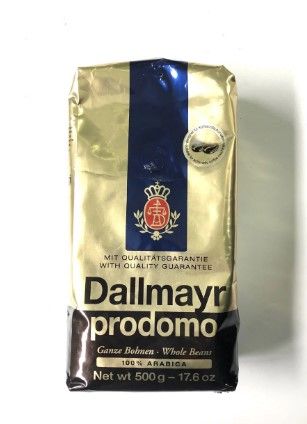 MIT QUALITÄTSGARANTIE
WITH QUALITY GUARANTEE
Dallmayr
prodomo
Ganze Bohnen · Whole Beans
100% ARABICA
Net wt 500g – 17.6 oz